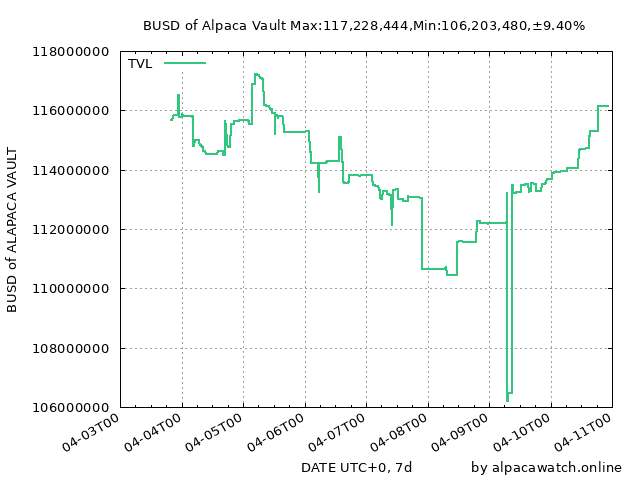 BUSD of Alpaca Vault Max:117,228,444,Min:106,203,480,±9.40%
118000000
TVL
116000000
114000000
112000000
110000000
108000000
106000000
BUSD of ALAPACA VAULT
04-03T00
04-04T00
04-05T00
04-06T00
04-07T00
04-08T00
04-09T00
04-10T00
04-11T00
DATE UTC+0, 7d
by alpacawatch.online